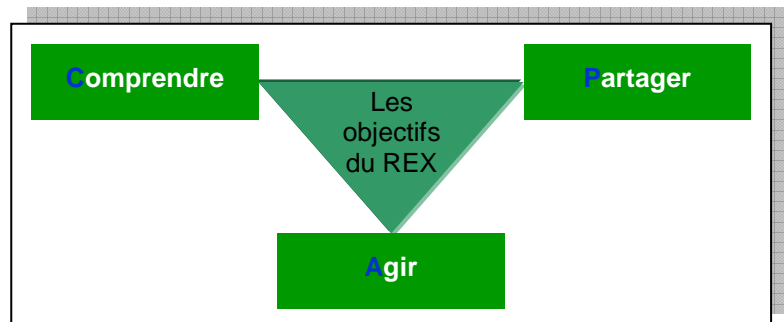 Comprendre
Partager
Les
objectifs
du REX
Agir